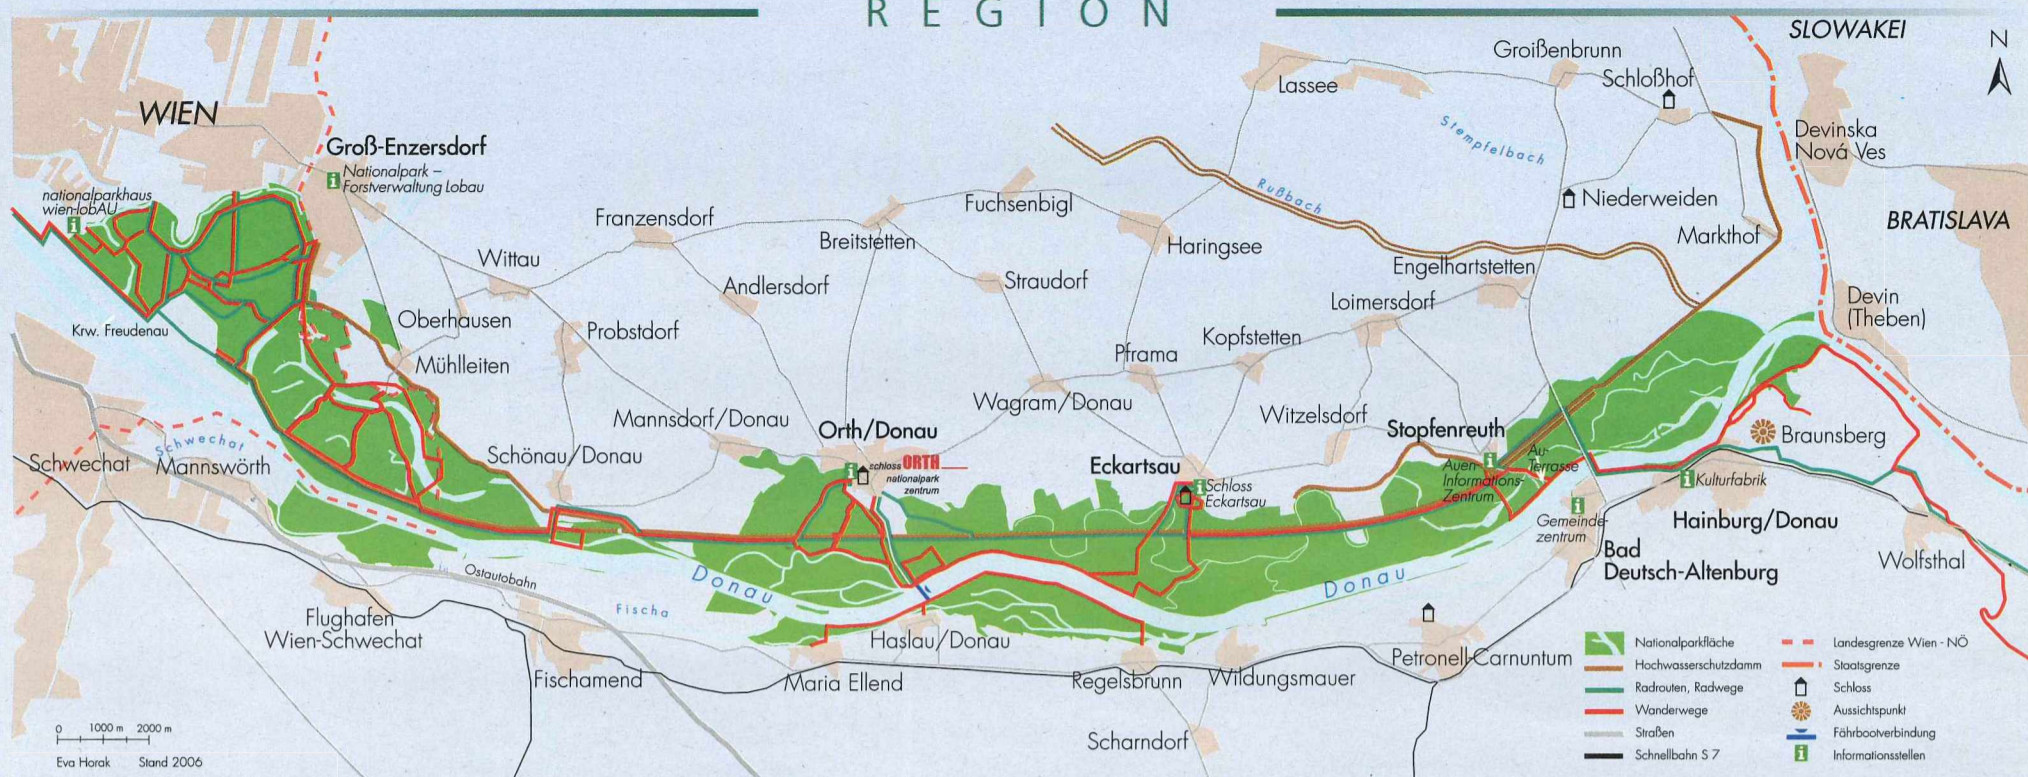 REGION
SLOWAKEI
N
Groißenbrunn
Schloßhof
Lassee
WIEN
Stempfelbach
Devinska
Nová Ves
Groß-Enzersdorf
Nationalpark –
Forstverwaltung Lobau
nationalparkhaus
wien-lobAU
Rußbach
Niederweiden
Fuchsenbigl
Franzensdorf
Breitstetten
Haringsee
Markthof
BRATISLAVA
Wittau
Andlersdorf
Straudorf
Engelhartstetten
Loimersdorf
Devin
(Theben)
Oberhausen
Krw. Freudenau
Probstdorf
Kopfstetten
Pframa
Mühlleiten
Wagram/Donau
Mannsdorf/Donau
Witzelsdorf
Orth/Donau
Stopfenreuth
Braunsberg
Schwechat
Schwechat
Mannswörth
Schönau/Donau
schloss ORTH
nationalpark
zentrum
Eckartsau
Schloss
Eckartsau
Auen-
Informations-
Zentrum
Au-
Terrasse
Kulturfabrik
Gemeinde-
zentrum
Hainburg/Donau
Bad
Deutsch-Altenburg
Wolfsthal
Ostautobahn
Donau
Donau
Fischa
Flughafen
Wien-Schwechat
Haslau/Donau
Petronell-Carnuntum
Fischamend
Maria Ellend
Regelsbrunn
Wildungsmauer
Scharndorf
0 1000 m 2000 m
Eva Horak Stand 2006
Nationalparkfläche
Hochwasserschutzdamm
Radrouten, Radwege
Wanderwege
Straßen
Schnellbahn S 7
Landesgrenze Wien - NÖ
Staatsgrenze
Schloss
Aussichtspunkt
Fährbootverbindung
Informationsstellen